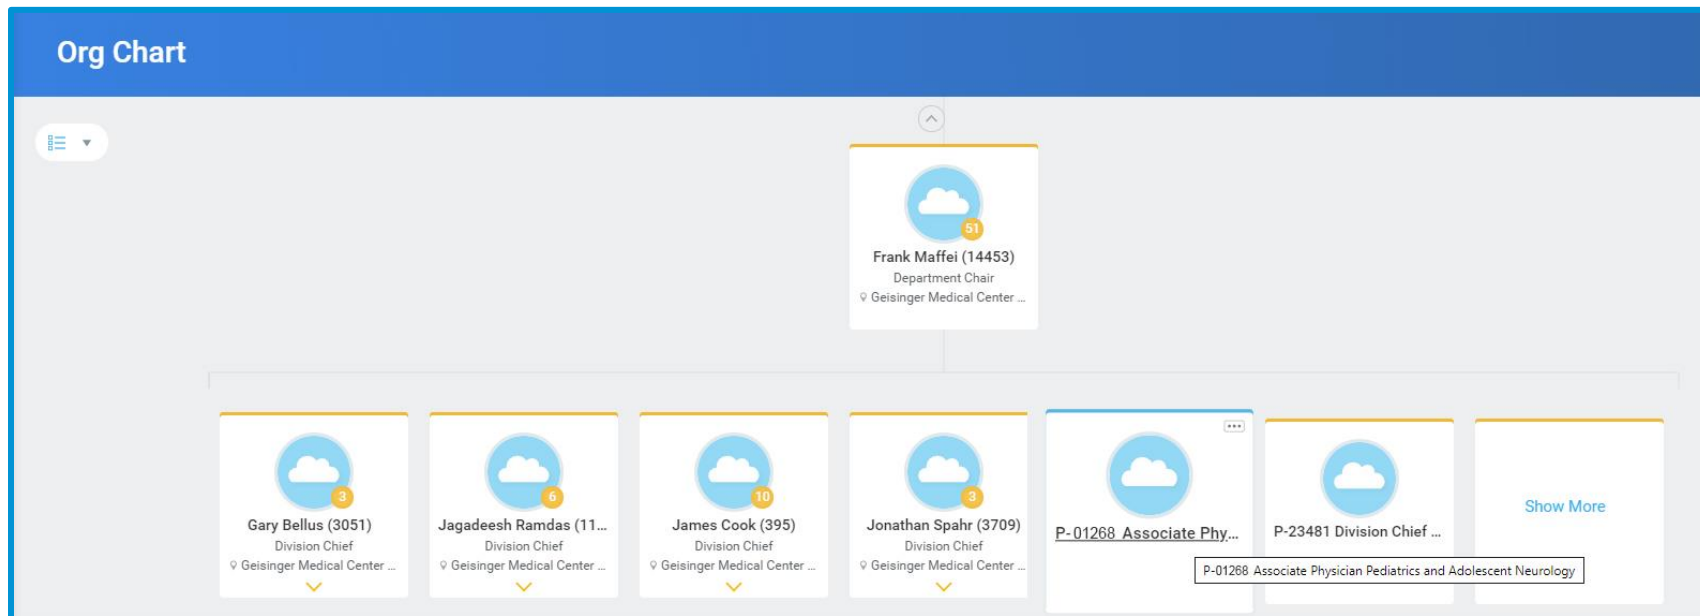 Org Chart
51
Frank Maffei (14453)
Department Chair
Geisinger Medical Center ...
3
Gary Bellus (3051)
Division Chief
Geisinger Medical Center ...
6
Jagadeesh Ramdas (11...
Division Chief
Geisinger Medical Center ...
10
James Cook (395)
Division Chief
Geisinger Medical Center ...
3
Jonathan Spahr (3709)
Division Chief
Geisinger Medical Center ...
P-01268 Associate Phy...
P-23481 Division Chief ...
Show More
P-01268 Associate Physician Pediatrics and Adolescent Neurology